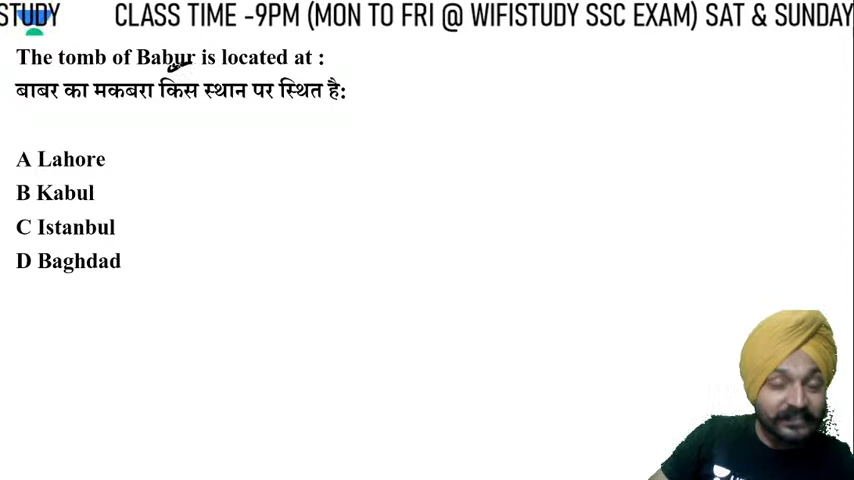 STUDY CLASS TIME -9PM (MON TO FRI @ WIFISTUDY SSC EXAM) SAT & SUNDAY
The tomb of Babur is located at :
बाबर का मकबरा किस स्थान पर स्थित है:
A Lahore
B Kabul
C Istanbul
D Baghdad